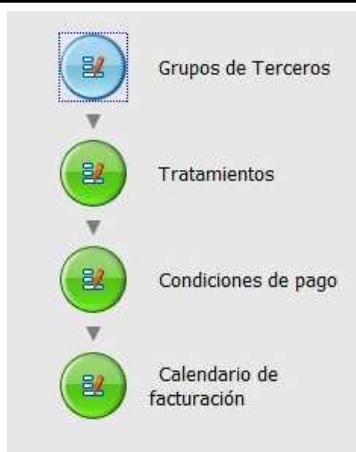 Grupos de Terceros
Tratamientos
Condiciones de pago
Calendario de
facturación